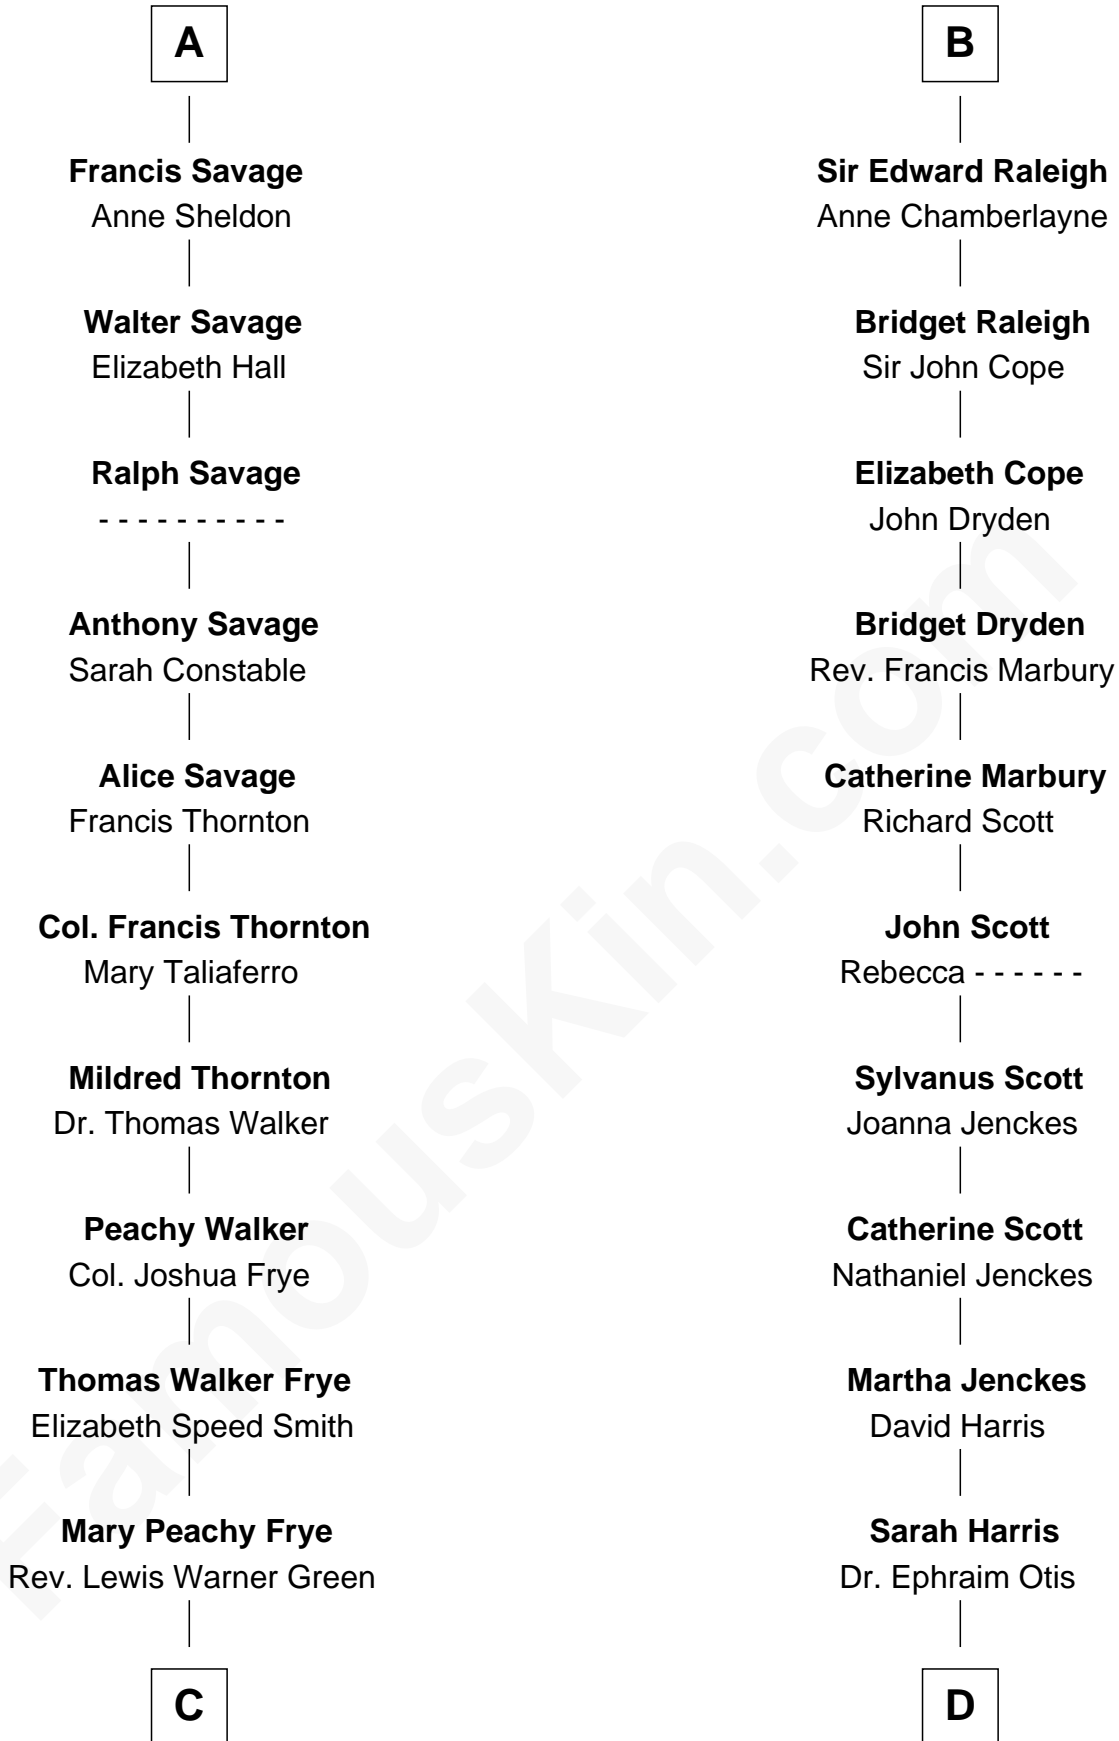 A
Francis Savage
Anne Sheldon
Walter Savage
Elizabeth Hall
Ralph Savage
- - - - - - - - - -
Anthony Savage
Sarah Constable
Alice Savage
Francis Thornton
Col. Francis Thornton
Mary Taliaferro
Mildred Thornton
Dr. Thomas Walker
Peachy Walker
Col. Joshua Frye
Thomas Walker Frye
Elizabeth Speed Smith
Mary Peachy Frye
Rev. Lewis Warner Green
C
B
Sir Edward Raleigh
Anne Chamberlayne
Bridget Raleigh
Sir John Cope
Elizabeth Cope
John Dryden
Bridget Dryden
Rev. Francis Marbury
Catherine Marbury
Richard Scott
John Scott
Rebecca - - - - - -
Sylvanus Scott
Joanna Jenckes
Catherine Scott
Nathaniel Jenckes
Martha Jenckes
David Harris
Sarah Harris
Dr. Ephraim Otis
D
FamousKin.com